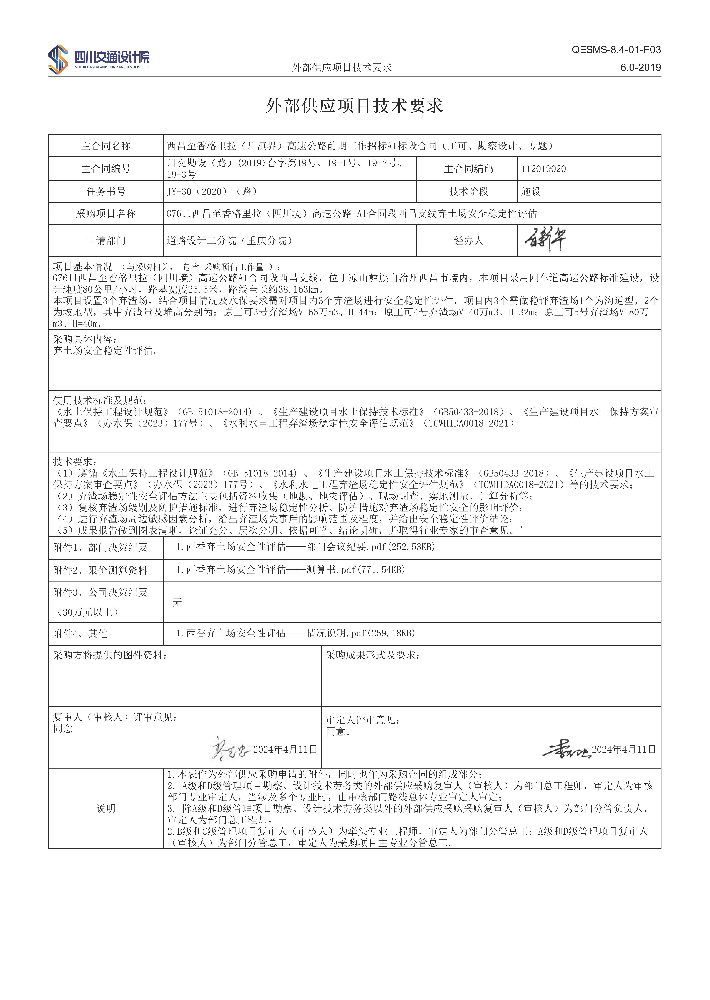 四川交通设计院
SICHUAN COMMUNICATION SURVEYING & DESIGN INSTITUTE
外部供应项目技术要求
QESMS-8.4-01-F03
6.0-2019
外部供应项目技术要求
主合同名称 西昌至香格里拉（川滇界）高速公路前期工作招标A1标段合同（工可、勘察设计、专题）
主合同编号 川交勘设（路）(2019)合字第19号、19-1号、19-2号、
19-3号
主合同编码 112019020
任务书号 JY-30（2020）（路） 技术阶段 施设
采购项目名称 G7611西昌至香格里拉（四川境）高速公路 A1合同段西昌支线弃土场安全稳定性评估
申请部门 道路设计二分院（重庆分院） 经办人
项目基本情况 （与采购相关， 包含 采购预估工作量 ）：
G7611西昌至香格里拉（四川境）高速公路A1合同段西昌支线，位于凉山彝族自治州西昌市境内，本项目采用四车道高速公路标准建设，设
计速度80公里/小时，路基宽度25.5米，路线全长约38.163km。
本项目设置3个弃渣场，结合项目情况及水保要求需对项目内3个弃渣场进行安全稳定性评估。项目内3个需做稳评弃渣场1个为沟道型，2个
为坡地型，其中弃渣量及堆高分别为：原工可3号弃渣场V=65万m3、H=44m；原工可4号弃渣场V=40万m3、H=32m；原工可5号弃渣场V=80万
m3、H=40m。
采购具体内容：
弃土场安全稳定性评估。
使用技术标准及规范：
《水土保持工程设计规范》（GB 51018-2014）、《生产建设项目水土保持技术标准》（GB50433-2018）、《生产建设项目水土保持方案审
查要点》（办水保（2023）177号）、《水利水电工程弃渣场稳定性安全评估规范》（TCWHIDA0018-2021）
技术要求：
（1）遵循《水土保持工程设计规范》（GB 51018-2014）、《生产建设项目水土保持技术标准》（GB50433-2018）、《生产建设项目水土
保持方案审查要点》（办水保（2023）177号）、《水利水电工程弃渣场稳定性安全评估规范》（TCWHIDA0018-2021）等的技术要求；
（2）弃渣场稳定性安全评估方法主要包括资料收集（地勘、地灾评估）、现场调查、实地测量、计算分析等；
（3）复核弃渣场级别及防护措施标准，进行弃渣场稳定性分析、防护措施对弃渣场稳定性安全的影响评价；
（4）进行弃渣场周边敏感因素分析，给出弃渣场失事后的影响范围及程度，并给出安全稳定性评价结论；
（5）成果报告做到图表清晰，论证充分、层次分明、依据可靠、结论明确，并取得行业专家的审查意见。’
附件1、部门决策纪要 1.西香弃土场安全性评估——部门会议纪要.pdf(252.53KB)
附件2、限价测算资料 1.西香弃土场安全性评估——测算书.pdf(771.54KB)
附件3、公司决策纪要
（30万元以上） 无
附件4、其他 1.西香弃土场安全性评估——情况说明.pdf(259.18KB)
采购方将提供的图件资料：
采购成果形式及要求：
复审人（审核人）评审意见：
同意
2024年4月11日
审定人评审意见：
同意。
2024年4月11日
说明
1.本表作为外部供应采购申请的附件，同时也作为采购合同的组成部分；
2. A级和D级管理项目勘察、设计技术劳务类的外部供应采购复审人（审核人）为部门总工程师，审定人为审核
部门专业审定人，当涉及多个专业时，由审核部门路线总体专业审定人审定；
3. 除A级和D级管理项目勘察、设计技术劳务类以外的外部供应采购采购复审人（审核人）为部门分管负责人，
审定人为部门总工程师。
2.B级和C级管理项目复审人（审核人）为牵头专业工程师，审定人为部门分管总工；A级和D级管理项目复审人
（审核人）为部门分管总工，审定人为采购项目主专业分管总工。